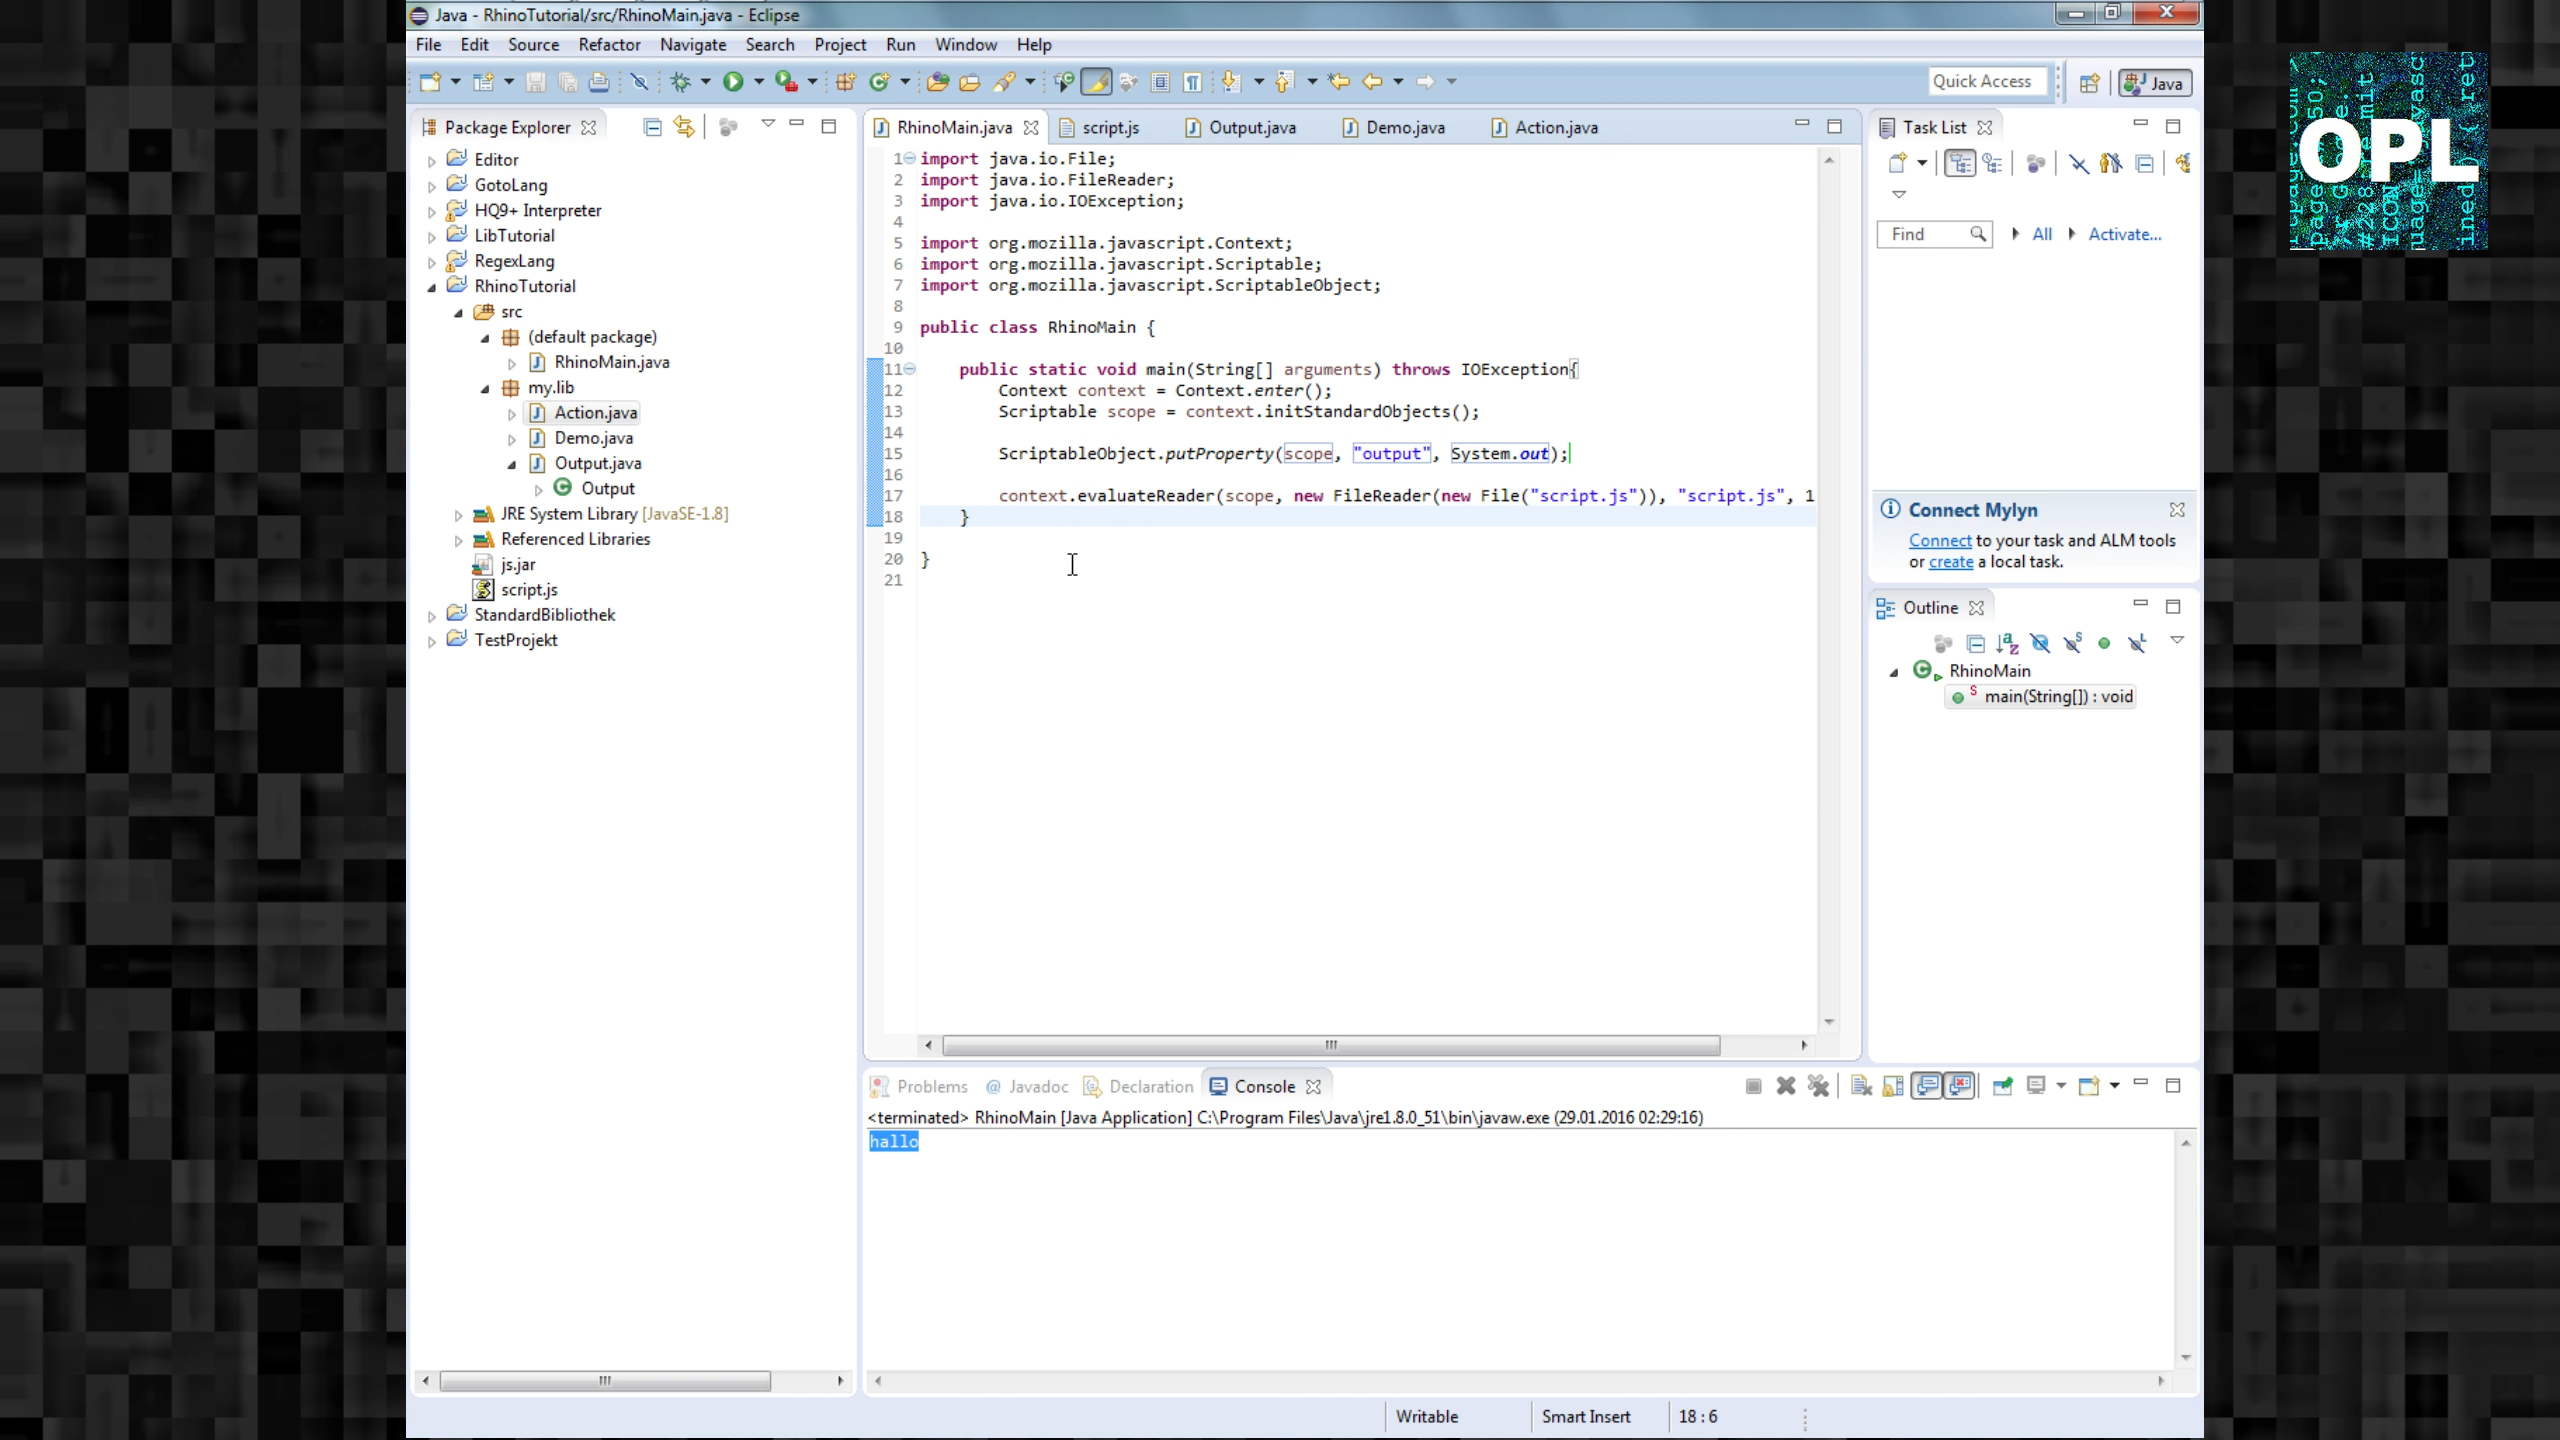 Java - RhinoTutorial/src/RhinoMain.java - Eclipse
File Edit Source Refactor Navigate Search Project Run Window Help
Quick Access
Java
Package Explorer
Editor
GotoLang
HQ9+ Interpreter
LibTutorial
RegexLang
RhinoTutorial
src
(default package)
RhinoMain.java
my.lib
Action.java
Demo.java
Output.java
Output
JRE System Library [JavaSE-1.8]
Referenced Libraries
js.jar
script.js
StandardBibliothek
TestProjekt
RhinoMain.java script.js Output.java Demo.java Action.java
1 import java.io.File;
2 import java.io.FileReader;
3 import java.io.IOException;
4
5 import org.mozilla.javascript.Context;
6 import org.mozilla.javascript.Scriptable;
7 import org.mozilla.javascript.ScriptableObject;
8
9 public class RhinoMain {
10
11 public static void main(String[] arguments) throws IOException{
12 Context context = Context.enter();
13 Scriptable scope = context.initStandardObjects();
14
15 ScriptableObject.putProperty(scope, "output", System.out);
16
17 context.evaluateReader(scope, new FileReader(new File("script.js")), "script.js", 1
18 }
19
20 }
21
Task List
Find All Activate...
Connect Mylyn
Connect to your task and ALM tools
or create a local task.
Outline
RhinoMain
main(String[]) : void
Problems Javadoc Declaration Console
<terminated> RhinoMain [Java Application] C:\Program Files\Java\jre1.8.0_51\bin\javaw.exe (29.01.2016 02:29:16)
hallo
Writable Smart Insert 18 : 6
OPL